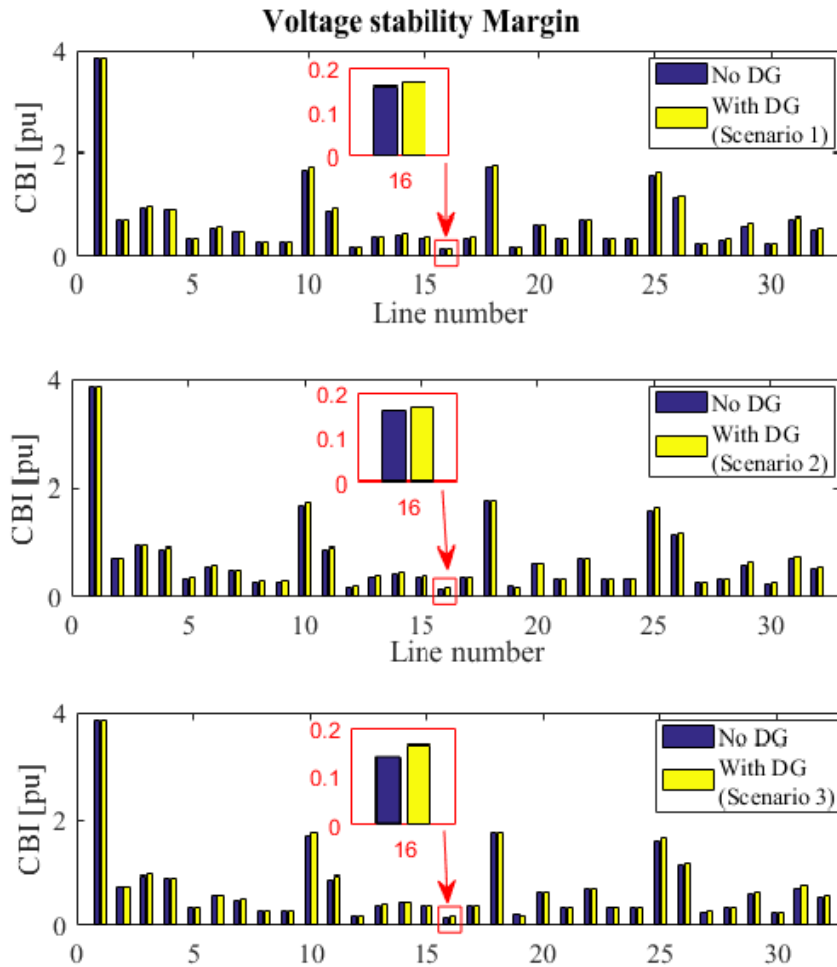 Voltage stability Margin
4
2
0
CBI [pu]
0.2
0.1
0
16
No DG
With DG
(Scenario 1)
0 5 10 15 20 25 30
Line number
4
2
0
CBI [pu]
0.2
0.1
0
16
No DG
With DG
(Scenario 2)
0 5 10 15 20 25 30
Line number
4
2
0
CBI [pu]
0.2
0.1
0
16
No DG
With DG
(Scenario 3)
0 5 10 15 20 25 30
Line number